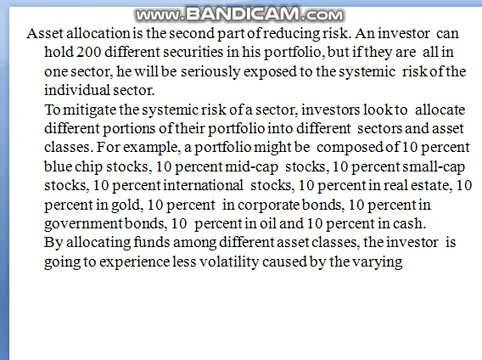 www.BANDICAM.com
Asset allocation is the second part of reducing risk. An investor can
hold 200 different securities in his portfolio, but if they are all in
one sector, he will be seriously exposed to the systemic risk of the
individual sector.
To mitigate the systemic risk of a sector, investors look to allocate
different portions of their portfolio into different sectors and asset
classes. For example, a portfolio might be composed of 10 percent
blue chip stocks, 10 percent mid-cap stocks, 10 percent small-cap
stocks, 10 percent international stocks, 10 percent in real estate, 10
percent in gold, 10 percent in corporate bonds, 10 percent in
government bonds, 10 percent in oil and 10 percent in cash.
By allocating funds among different asset classes, the investor is
going to experience less volatility caused by the varying